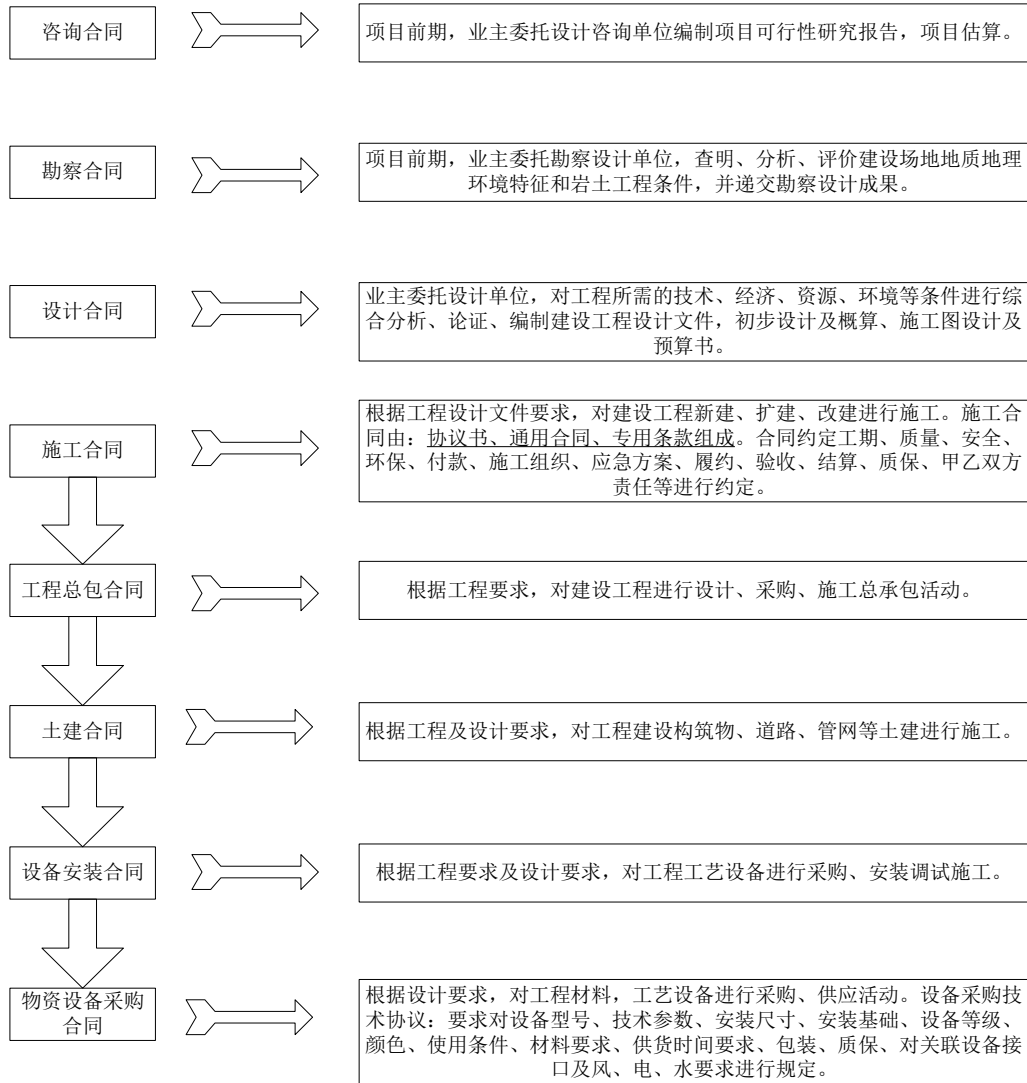 咨询合同
项目前期，业主委托设计咨询单位编制项目可行性研究报告，项目估算。
勘察合同
项目前期，业主委托勘察设计单位，查明、分析、评价建设场地地质地理
环境特征和岩土工程条件，并递交勘察设计成果。
设计合同
业主委托设计单位，对工程所需的技术、经济、资源、环境等条件进行综
合分析、论证、编制建设工程设计文件，初步设计及概算、施工图设计及
预算书。
施工合同
根据工程设计文件要求，对建设工程新建、扩建、改建进行施工。施工合
同由：协议书、通用合同、专用条款组成。合同约定工期、质量、安全、
环保、付款、施工组织、应急方案、履约、验收、结算、质保、甲乙双方
责任等进行约定。
工程总包合同
根据工程要求，对建设工程进行设计、采购、施工总承包活动。
土建合同
根据工程及设计要求，对工程建设构筑物、道路、管网等土建进行施工。
设备安装合同
根据工程要求及设计要求，对工程工艺设备进行采购、安装调试施工。
物资设备采购
合同
根据设计要求，对工程材料，工艺设备进行采购、供应活动。设备采购技
术协议：要求对设备型号、技术参数、安装尺寸、安装基础、设备等级、
颜色、使用条件、材料要求、供货时间要求、包装、质保、对关联设备接
口及风、电、水要求进行规定。